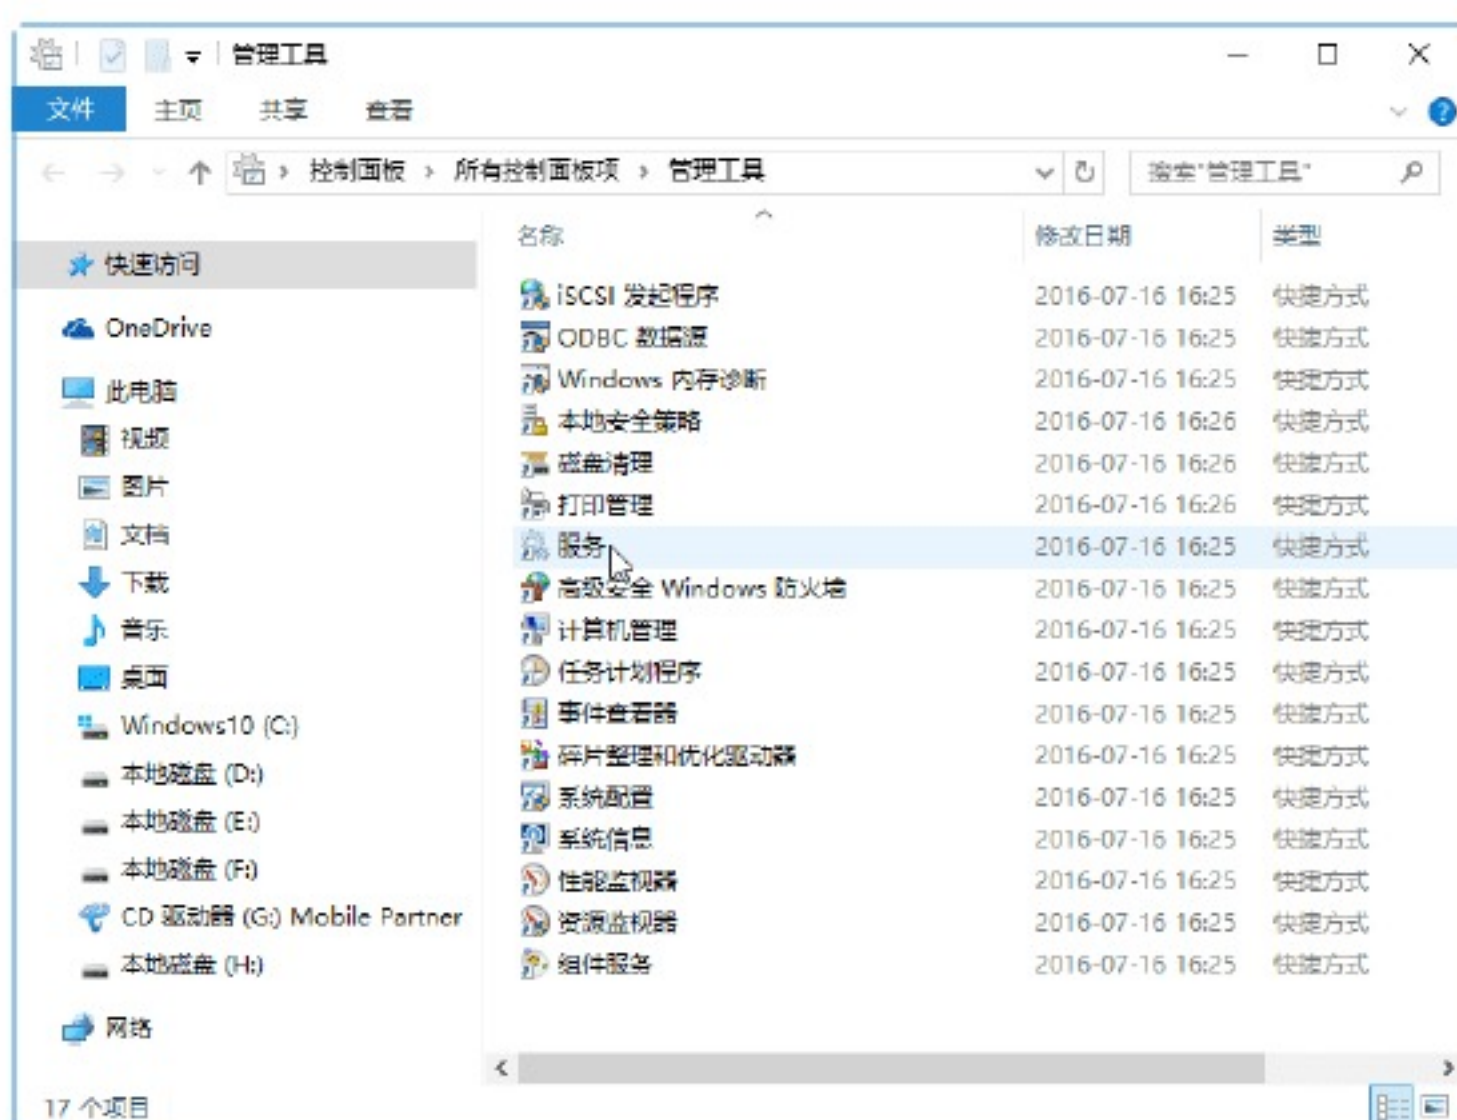 管理工具
文件 主页 共享 查看
控制面板 › 所有控制面板项 › 管理工具 搜索"管理工具"
名称 修改日期 类型
快速访问
OneDrive
此电脑
视频
图片
文档
下载
音乐
桌面
Windows10 (C:)
本地磁盘 (D:)
本地磁盘 (E:)
本地磁盘 (F:)
CD 驱动器 (G:) Mobile Partner
本地磁盘 (H:)
网络
iSCSI 发起程序 2016-07-16 16:25 快捷方式
ODBC 数据源 2016-07-16 16:25 快捷方式
Windows 内存诊断 2016-07-16 16:25 快捷方式
本地安全策略 2016-07-16 16:26 快捷方式
磁盘清理 2016-07-16 16:26 快捷方式
打印管理 2016-07-16 16:26 快捷方式
服务 2016-07-16 16:25 快捷方式
高级安全 Windows 防火墙 2016-07-16 16:25 快捷方式
计算机管理 2016-07-16 16:25 快捷方式
任务计划程序 2016-07-16 16:25 快捷方式
事件查看器 2016-07-16 16:25 快捷方式
碎片整理和优化驱动器 2016-07-16 16:25 快捷方式
系统配置 2016-07-16 16:25 快捷方式
系统信息 2016-07-16 16:25 快捷方式
性能监视器 2016-07-16 16:25 快捷方式
资源监视器 2016-07-16 16:25 快捷方式
组件服务 2016-07-16 16:25 快捷方式
17 个项目